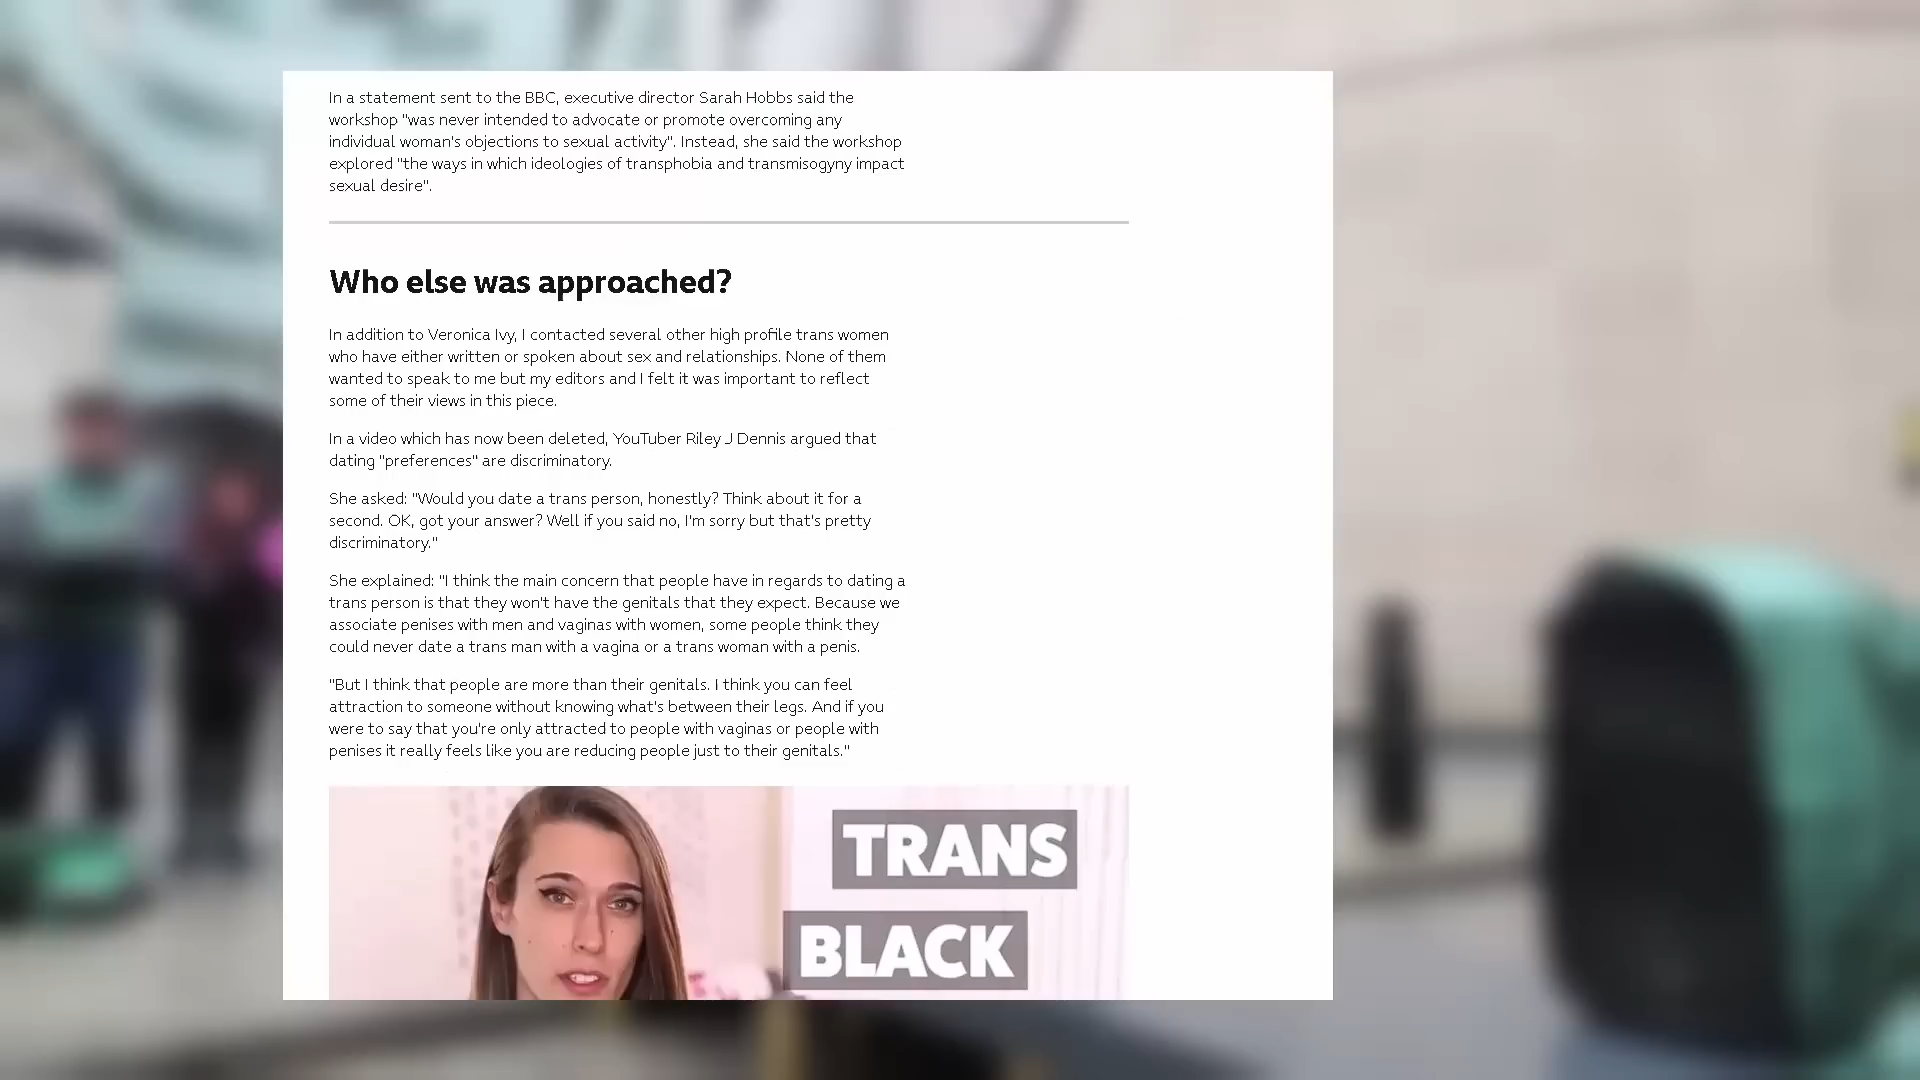 In a statement sent to the BBC, executive director Sarah Hobbs said the
workshop "was never intended to advocate or promote overcoming any
individual woman's objections to sexual activity". Instead, she said the workshop
explored "the ways in which ideologies of transphobia and transmisogyny impact
sexual desire".
Who else was approached?
In addition to Veronica Ivy, I contacted several other high profile trans women
who have either written or spoken about sex and relationships. None of them
wanted to speak to me but my editors and I felt it was important to reflect
some of their views in this piece.
In a video which has now been deleted, YouTuber Riley J Dennis argued that
dating "preferences" are discriminatory.
She asked: "Would you date a trans person, honestly? Think about it for a
second. OK, got your answer? Well if you said no, I'm sorry but that's pretty
discriminatory."
She explained: "I think the main concern that people have in regards to dating a
trans person is that they won't have the genitals that they expect. Because we
associate penises with men and vaginas with women, some people think they
could never date a trans man with a vagina or a trans woman with a penis.
"But I think that people are more than their genitals. I think you can feel
attraction to someone without knowing what's between their legs. And if you
were to say that you're only attracted to people with vaginas or people with
penises it really feels like you are reducing people just to their genitals."
TRANS
BLACK